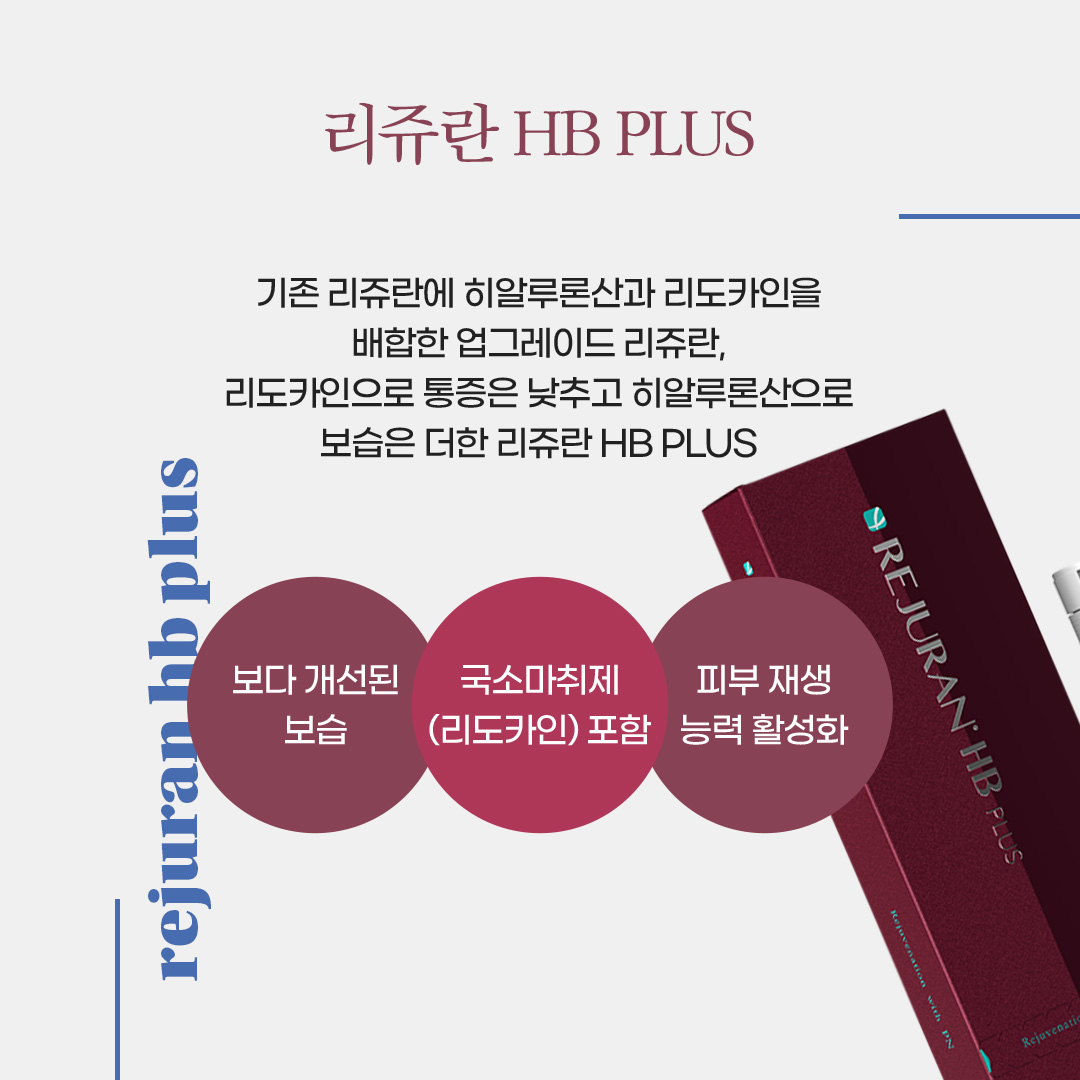 리쥬란 HB PLUS
기존 리쥬란에 히알루론산과 리도카인을
배합한 업그레이드 리쥬란,
리도카인으로 통증은 낮추고 히알루론산으로
보습은 더한 리쥬란 HB PLUS
rejuran hb plus
보다 개선된
보습
국소마취제
(리도카인) 포함
피부 재생
능력 활성화
REJURAN® HB PLUS
Rejuvenation with PN